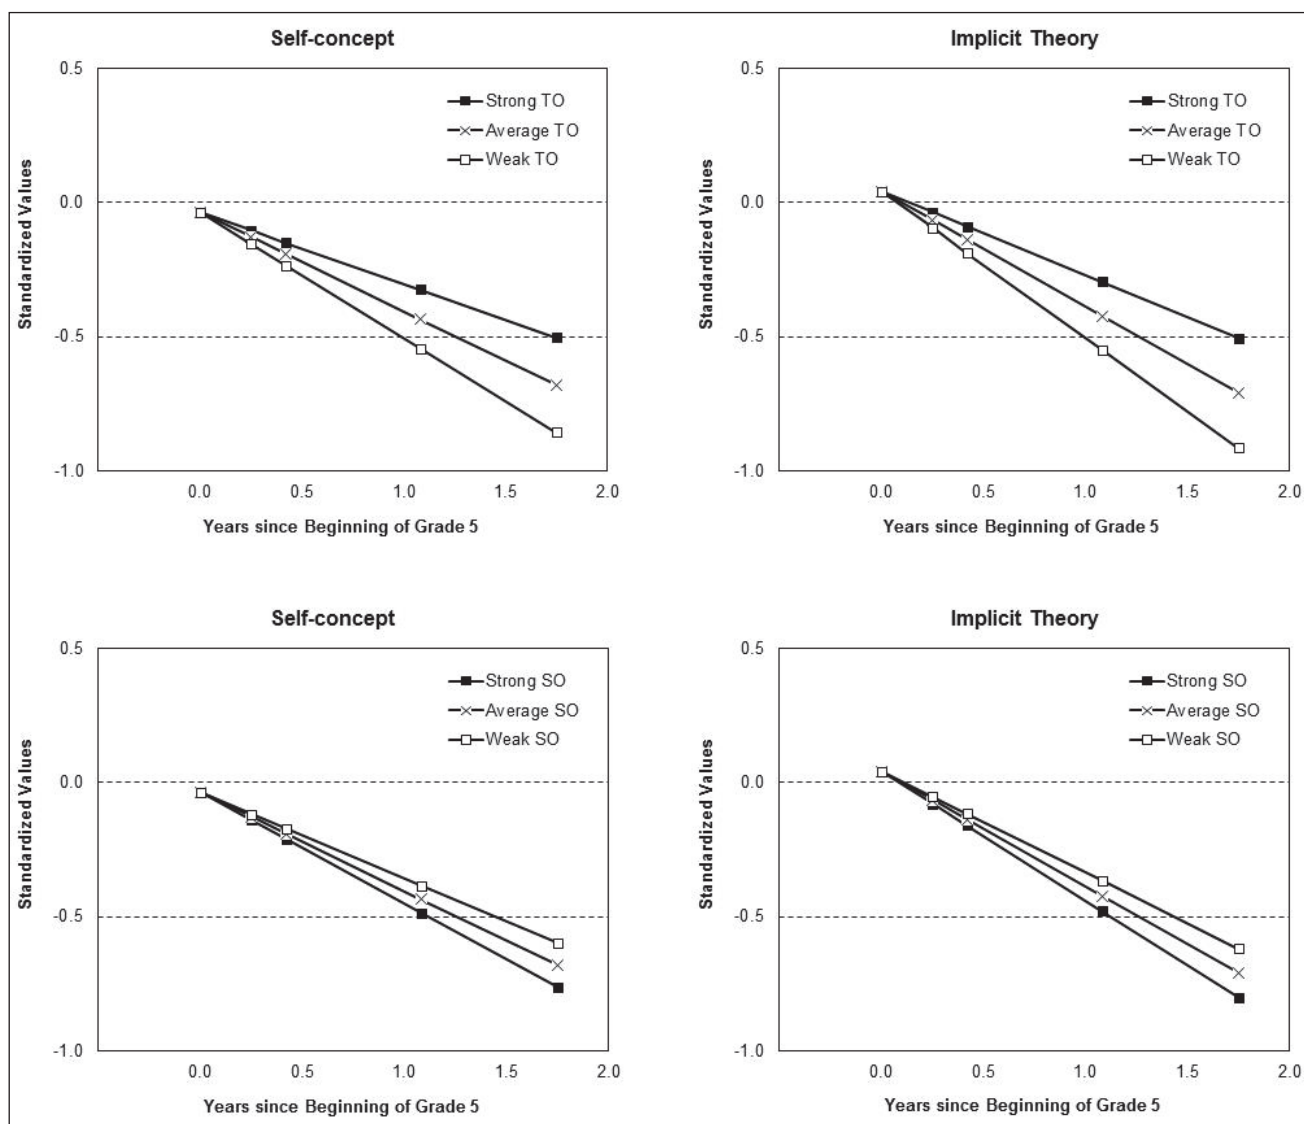 Self-concept
0.5
0.0
-0.5
-1.0
Standardized Values
Strong TO
Average TO
Weak TO
0.0 0.5 1.0 1.5 2.0
Years since Beginning of Grade 5
Implicit Theory
0.5
0.0
-0.5
-1.0
Standardized Values
Strong TO
Average TO
Weak TO
0.0 0.5 1.0 1.5 2.0
Years since Beginning of Grade 5
Self-concept
0.5
0.0
-0.5
-1.0
Standardized Values
Strong SO
Average SO
Weak SO
0.0 0.5 1.0 1.5 2.0
Years since Beginning of Grade 5
Implicit Theory
0.5
0.0
-0.5
-1.0
Standardized Values
Strong SO
Average SO
Weak SO
0.0 0.5 1.0 1.5 2.0
Years since Beginning of Grade 5